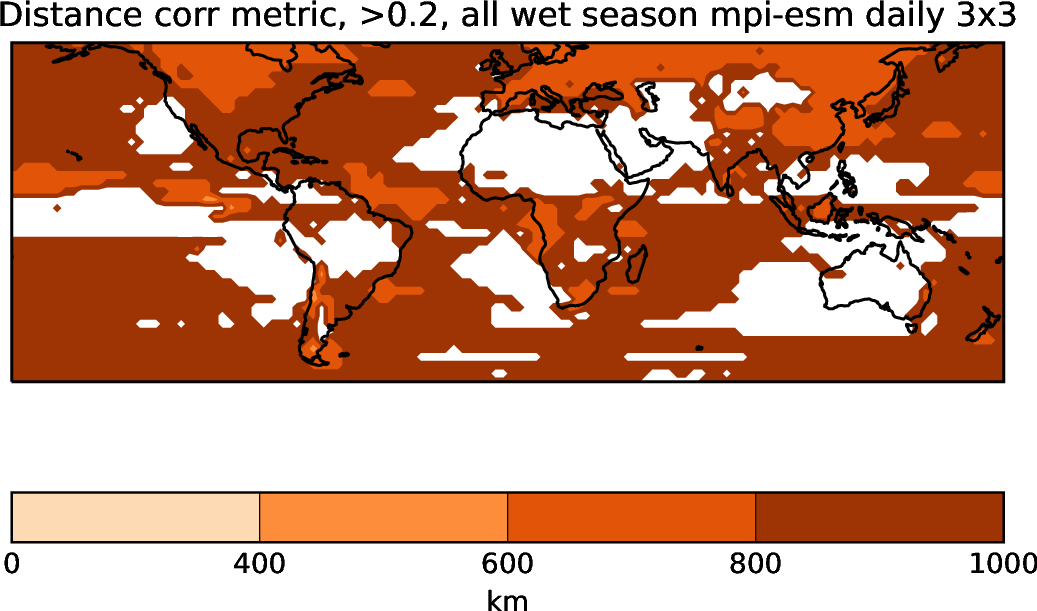 Distance corr metric, >0.2, all wet season mpi-esm daily 3x3
0 400 600 800 1000
km